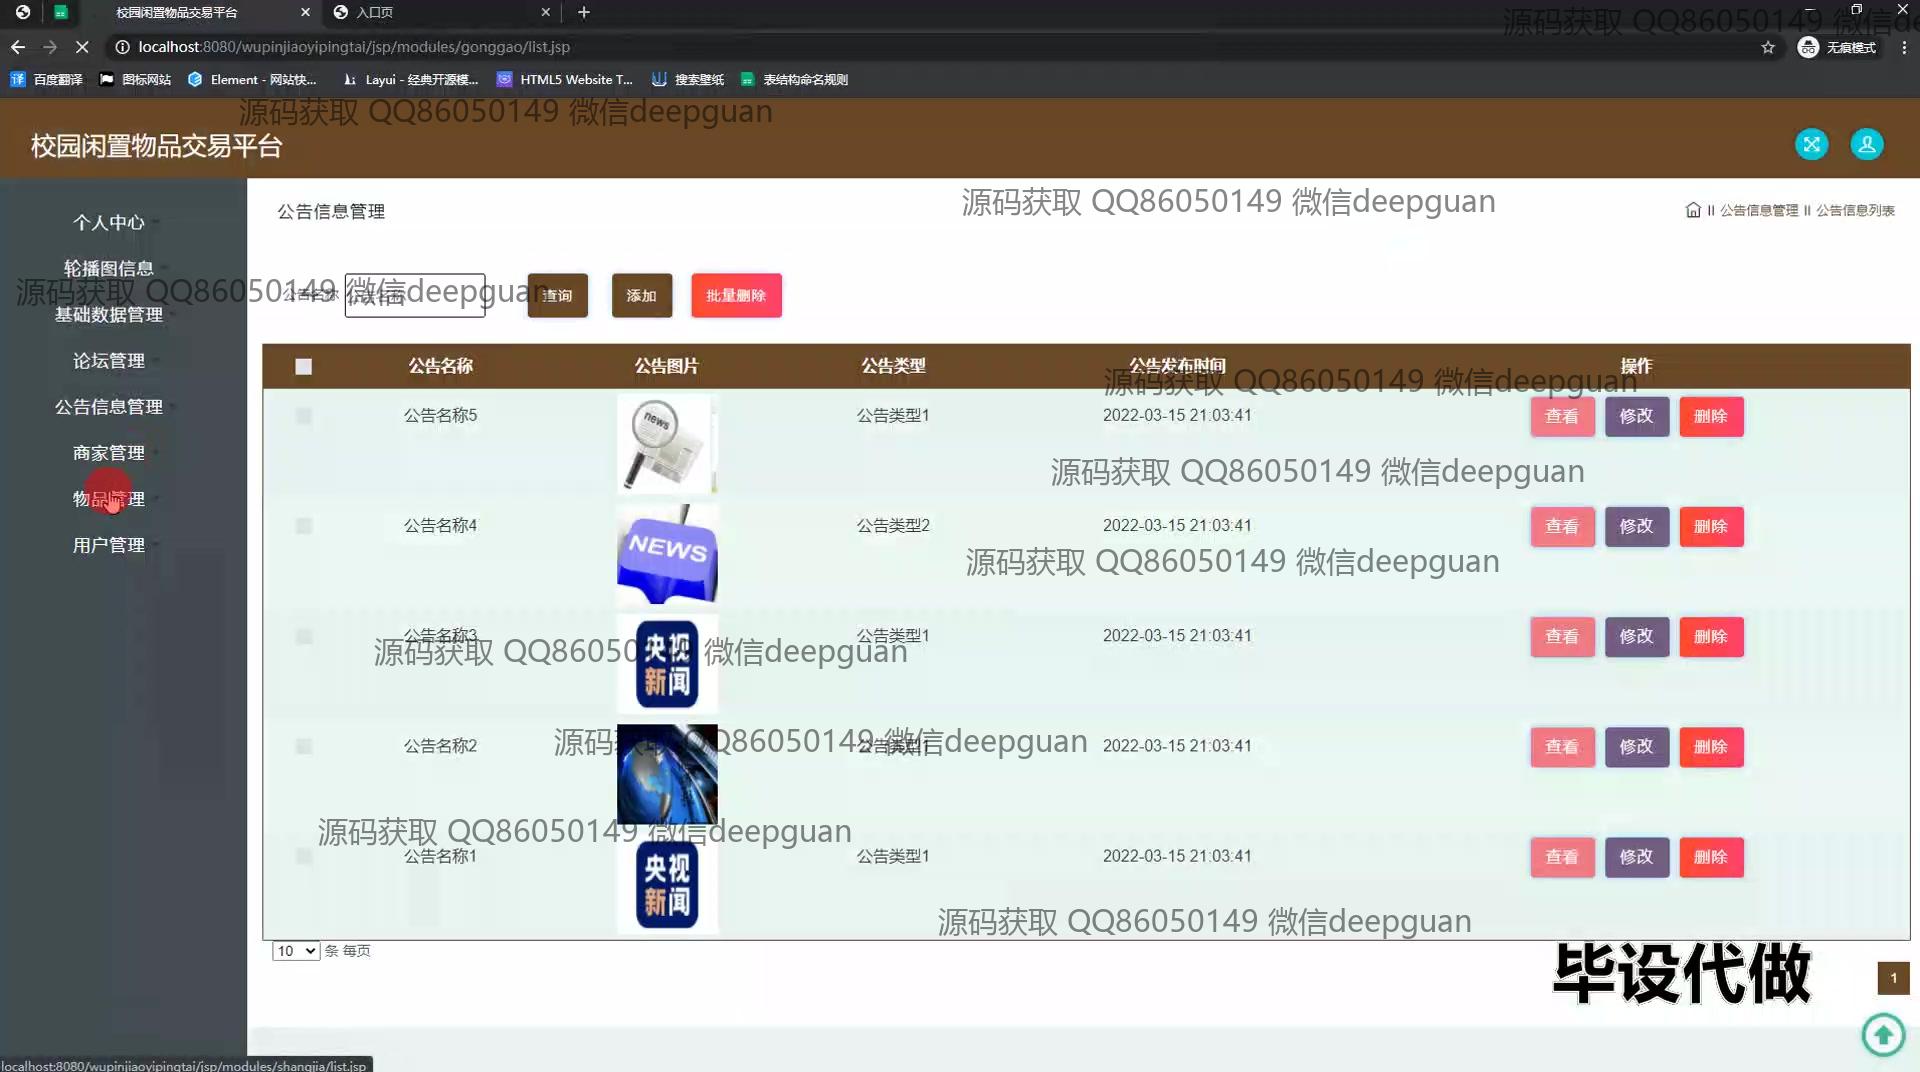 校园闲置物品交易平台
入口页
源码获取 QQ86050149 微信de
localhost:8080/wupinjiaoyipingtai/jsp/modules/gonggao/list.jsp
无痕模式
百度翻译
图标网站
Element - 网站快...
Layui - 经典开源模...
HTML5 Website T...
搜索壁纸
表结构命名规则
源码获取 QQ86050149 微信deepguan
校园闲置物品交易平台
公告信息管理
源码获取 QQ86050149 微信deepguan
公告信息管理
公告信息列表
个人中心
轮播图信息
源码获取 QQ86050149 微信deepguan
公告名称
查询
添加
批量删除
基础数据管理
论坛管理
公告信息管理
商家管理
物品管理
用户管理
公告名称 公告图片 公告类型 公告发布时间 操作
源码获取 QQ86050149 微信deepguan
公告名称5 news 公告类型1 2022-03-15 21:03:41 查看 修改 删除
源码获取 QQ86050149 微信deepguan
公告名称4 NEWS 公告类型2 2022-03-15 21:03:41 查看 修改 删除
源码获取 QQ86050149 微信deepguan
公告名称3 央视新闻 公告类型1 2022-03-15 21:03:41 查看 修改 删除
源码获取 QQ86050149 微信deepguan
公告名称2 公告类型1 2022-03-15 21:03:41 查看 修改 删除
源码获取 QQ86050149 微信deepguan
源码获取 QQ86050149 微信deepguan
公告名称1 央视新闻 公告类型1 2022-03-15 21:03:41 查看 修改 删除
源码获取 QQ86050149 微信deepguan
10 条 每页
毕设代做
1
localhost:8080/wupinjiaoyipingtai/jsp/modules/shangjia/list.jsp